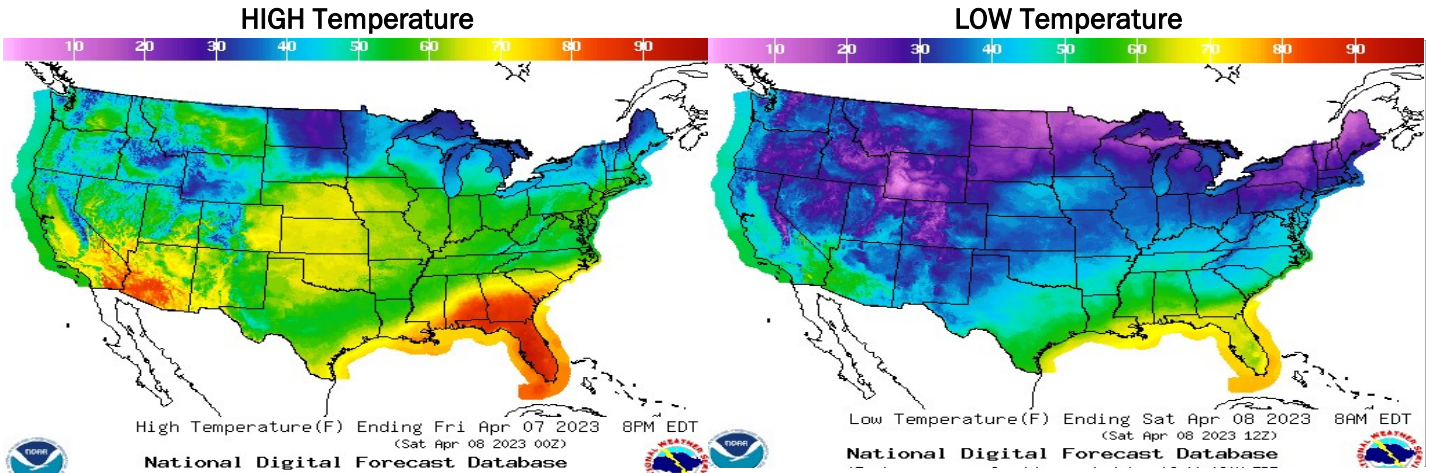 HIGH Temperature
10 20 30 40 50 60 70 80 90
High Temperature(F) Ending Fri Apr 07 2023 8PM EDT
(Sat Apr 08 2023 00Z)
National Digital Forecast Database
NOAA
LOW Temperature
10 20 30 40 50 60 70 80 90
Low Temperature(F) Ending Sat Apr 08 2023 8AM EDT
(Sat Apr 08 2023 12Z)
National Digital Forecast Database
NOAA